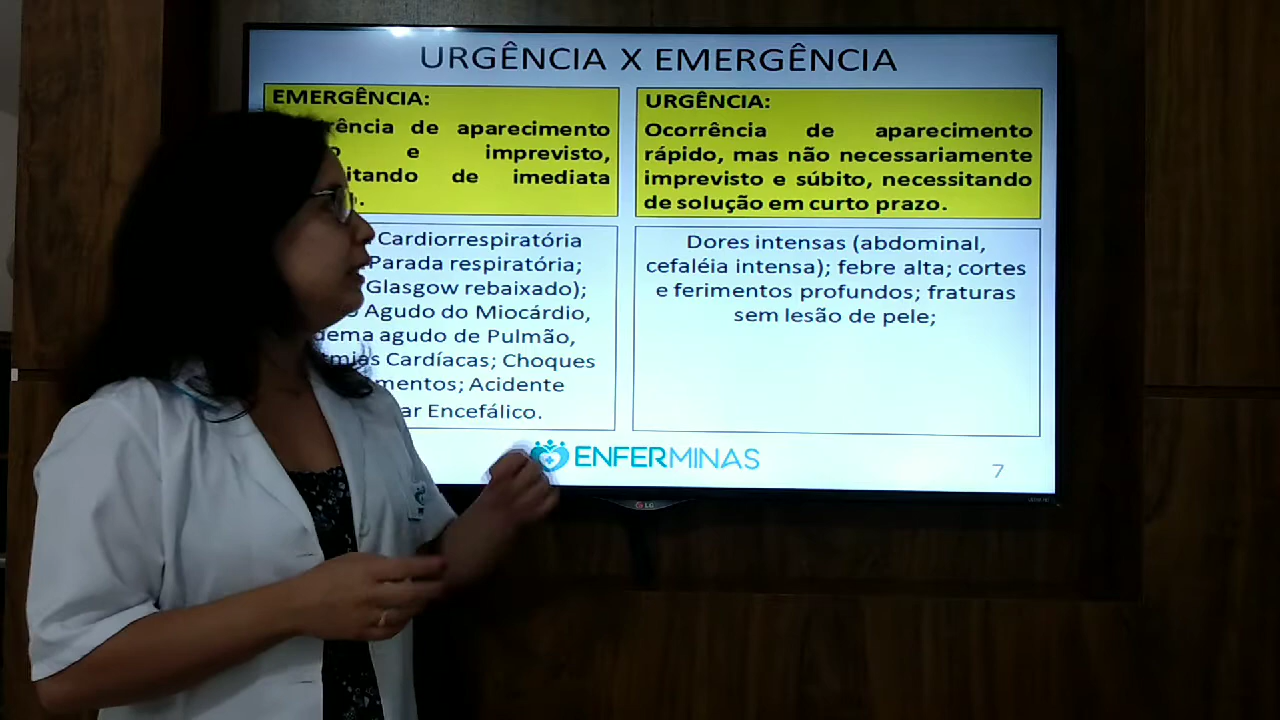 URGÊNCIA X EMERGÊNCIA
EMERGÊNCIA:
rência de aparecimento
o e imprevisto,
itando de imediata
URGÊNCIA:
Ocorrência de aparecimento
rápido, mas não necessariamente
imprevisto e súbito, necessitando
de solução em curto prazo.
Cardiorrespiratória
Parada respiratória;
Glasgow rebaixado);
Agudo do Miocárdio,
dema agudo de Pulmão,
tmias Cardíacas; Choques
mentos; Acidente
ar Encefálico.
Dores intensas (abdominal,
cefaléia intensa); febre alta; cortes
e ferimentos profundos; fraturas
sem lesão de pele;
ENFERMINAS
7
LG